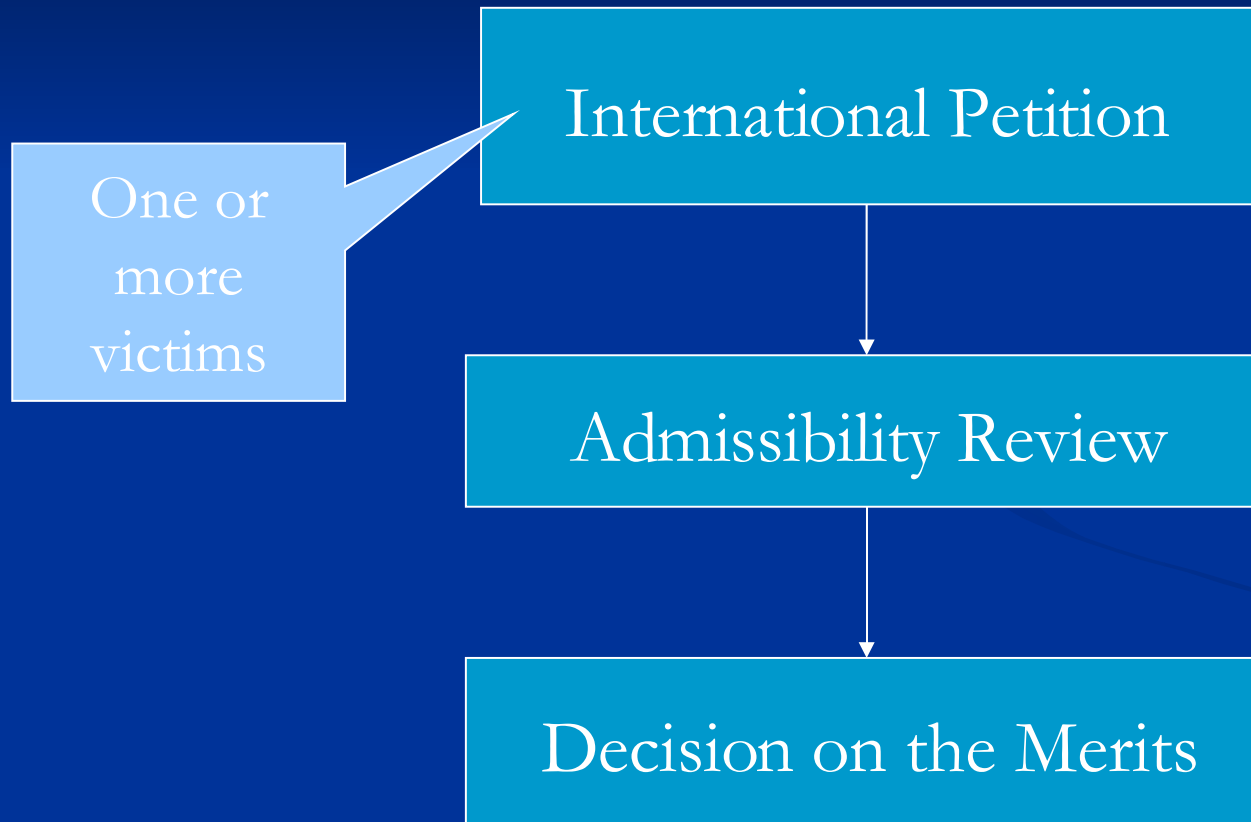 International Petition
One or
more
victims
Admissibility Review
Decision on the Merits